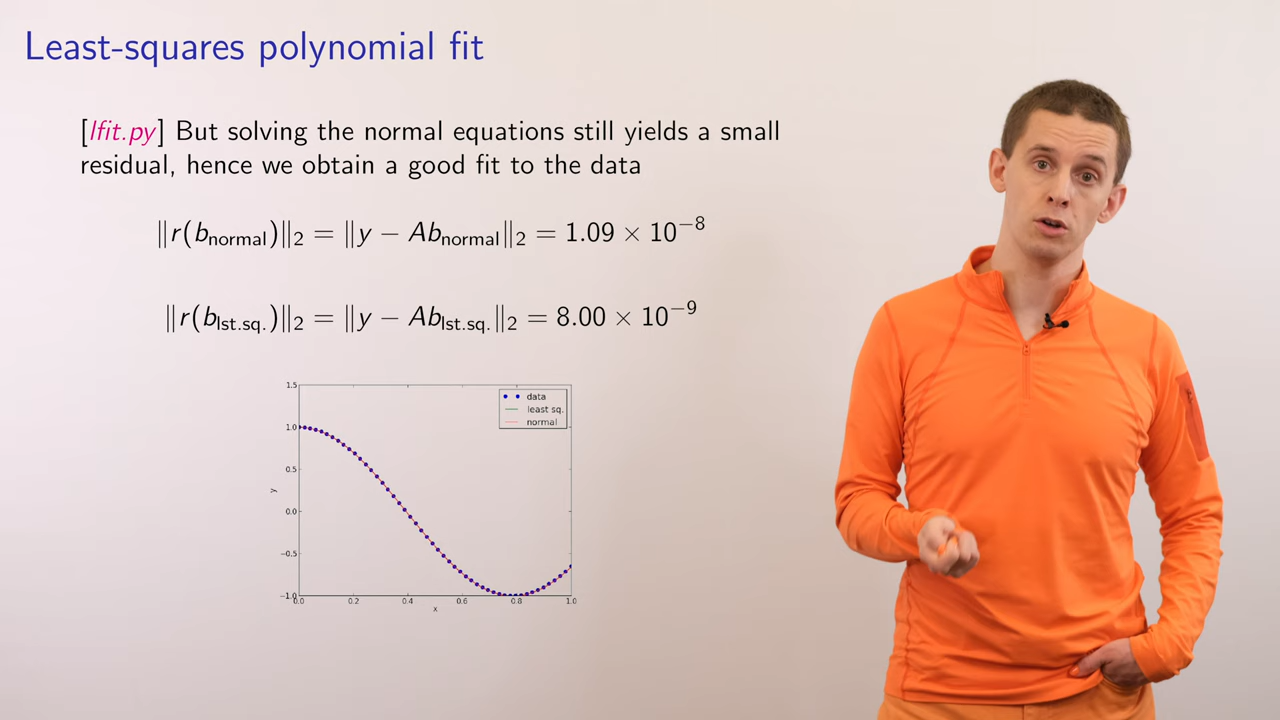 Least-squares polynomial fit
[lfit.py] But solving the normal equations still yields a small
residual, hence we obtain a good fit to the data
‖r(b_normal)‖₂ = ‖y − Ab_normal‖₂ = 1.09 × 10⁻⁸
‖r(b_lst.sq.)‖₂ = ‖y − Ab_lst.sq.‖₂ = 8.00 × 10⁻⁹
1.5
data
least sq.
normal
1.0
0.5
y
0.0
−0.5
−1.0
0.0 0.2 0.4 0.6 0.8 1.0
x